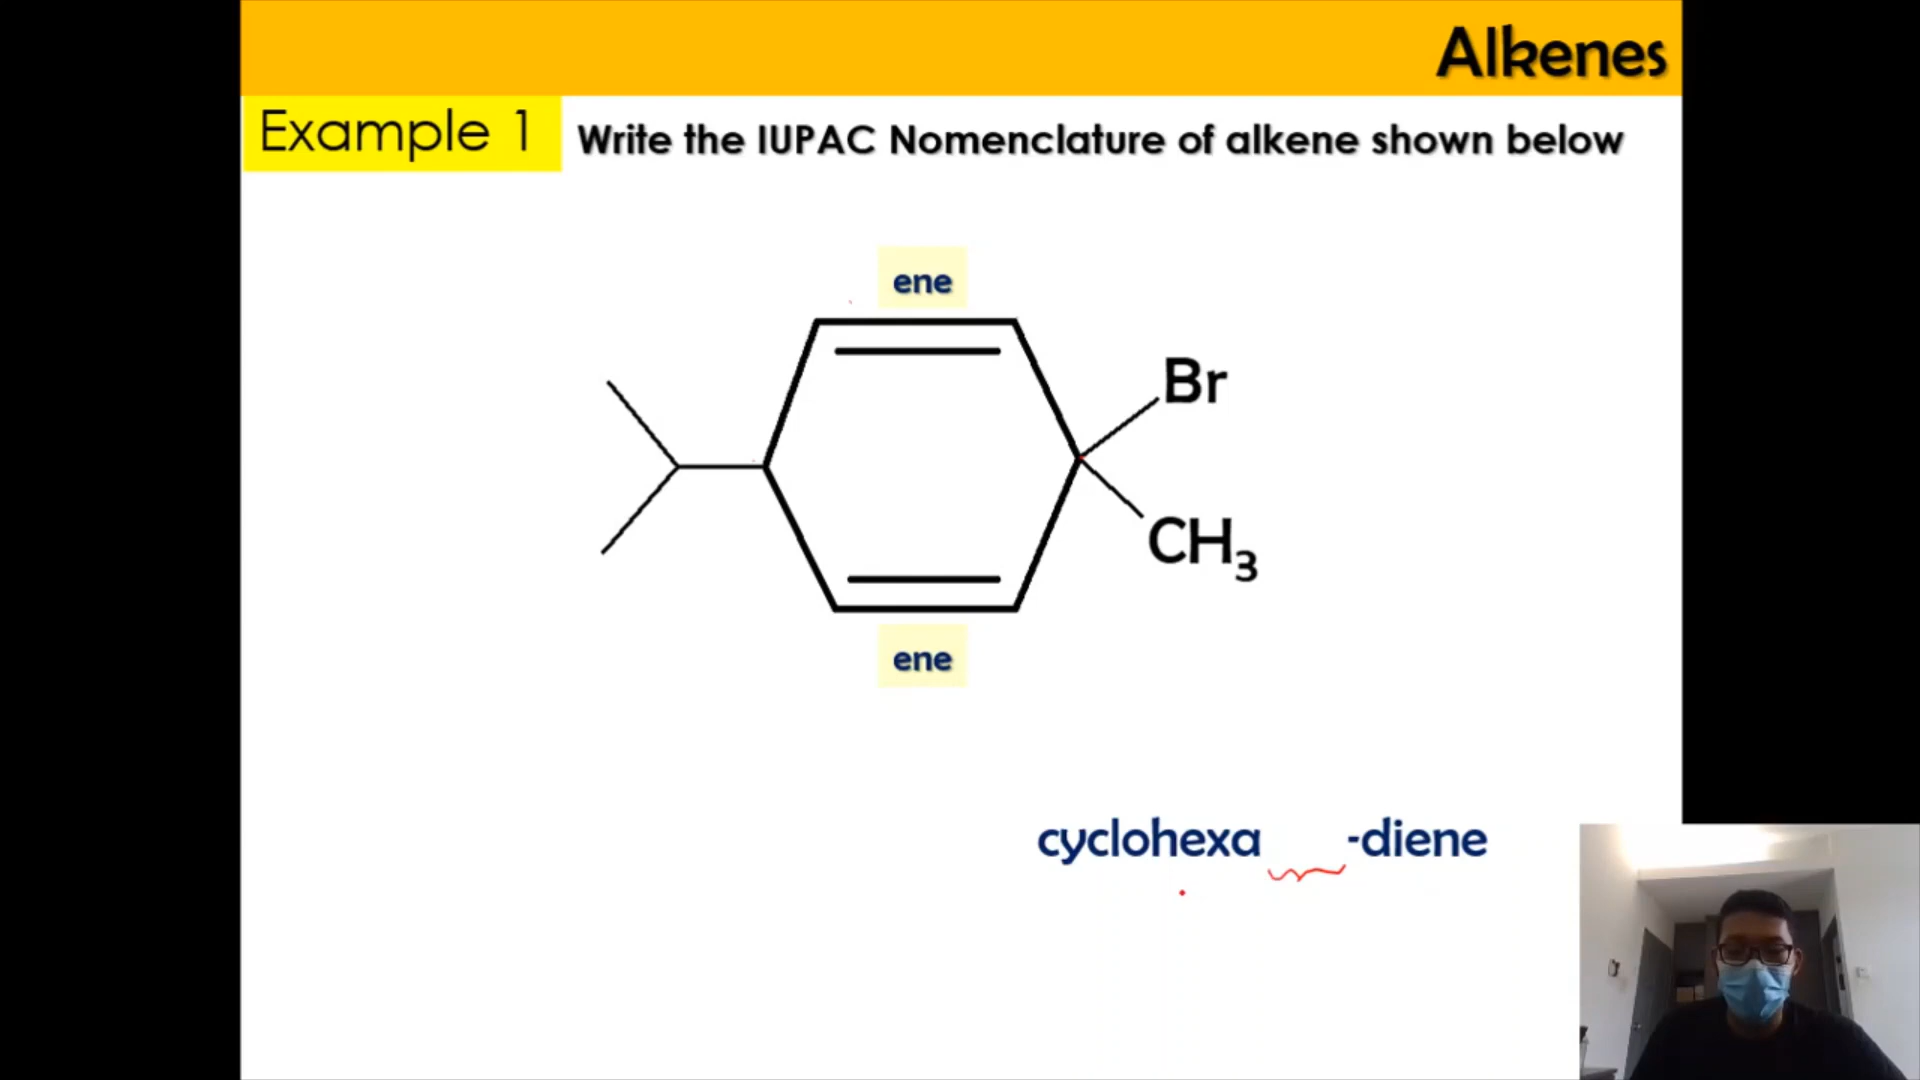 Alkenes
Example 1
Write the IUPAC Nomenclature of alkene shown below
ene
Br
CH₃
ene
cyclohexa -diene